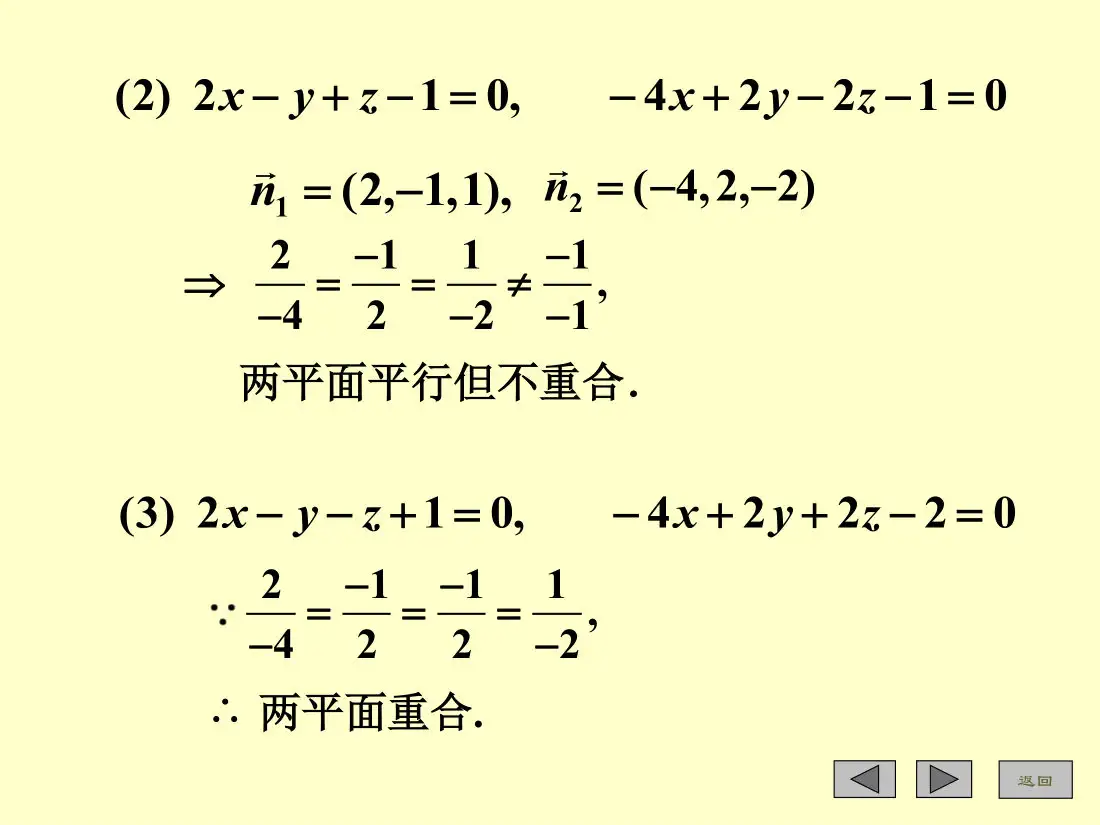 (2) 2x − y + z − 1 = 0, − 4x + 2y − 2z − 1 = 0
n⃗₁ = (2,−1,1), n⃗₂ = (−4,2,−2)
⇒ 2/−4 = −1/2 = 1/−2 ≠ −1/−1,
两平面平行但不重合.
(3) 2x − y − z + 1 = 0, − 4x + 2y + 2z − 2 = 0
∵ 2/−4 = −1/2 = −1/2 = 1/−2,
∴ 两平面重合.
返回